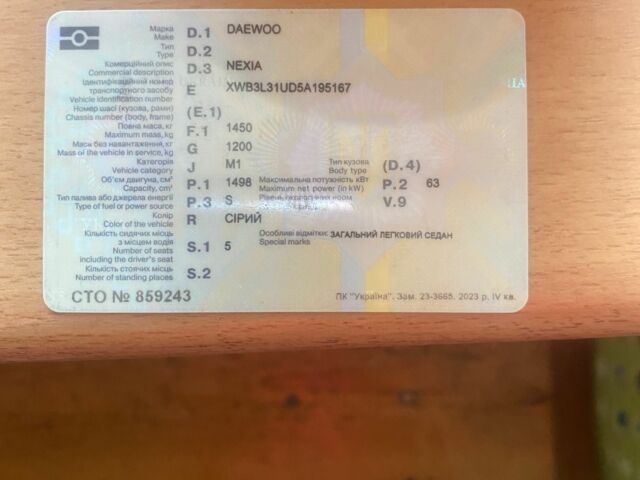 Марка
Make D.1 DAEWOO
Тип
Type D.2
Комерційний опис
Commercial description D.3 NEXIA
Ідентифікаційний номер
транспортного засобу
Vehicle identification number E XWB3L31UD5A195167
Номер шасі (кузова, рами)
Chassis number (body, frame) (E.1)
Повна маса, кг
Maximum mass, kg F.1 1450
Маса без навантаження, кг
Mass of the vehicle in service, kg G 1200
Категорія
Vehicle category J M1 Тип кузова
Body type (D.4)
Об'єм двигуна, см³
Capacity, cm³ P.1 1498 Максимальна потужність кВт
Maximum net power (in kW) P.2 63
Тип палива або джерела енергії
Type of fuel or power source P.3 S Рівень екологічних норм V.9
Колір
Color of the vehicle R СІРИЙ
Кількість сидячих місць
з місцем водія
Number of seats
including the driver's seat S.1 5
Особливі відмітки: ЗАГАЛЬНИЙ ЛЕГКОВИЙ СЕДАН
Special marks
Кількість стоячих місць
Number of standing places S.2
СТО № 859243
ПК "Україна". Зам. 23-3665. 2023 р. IV кв.